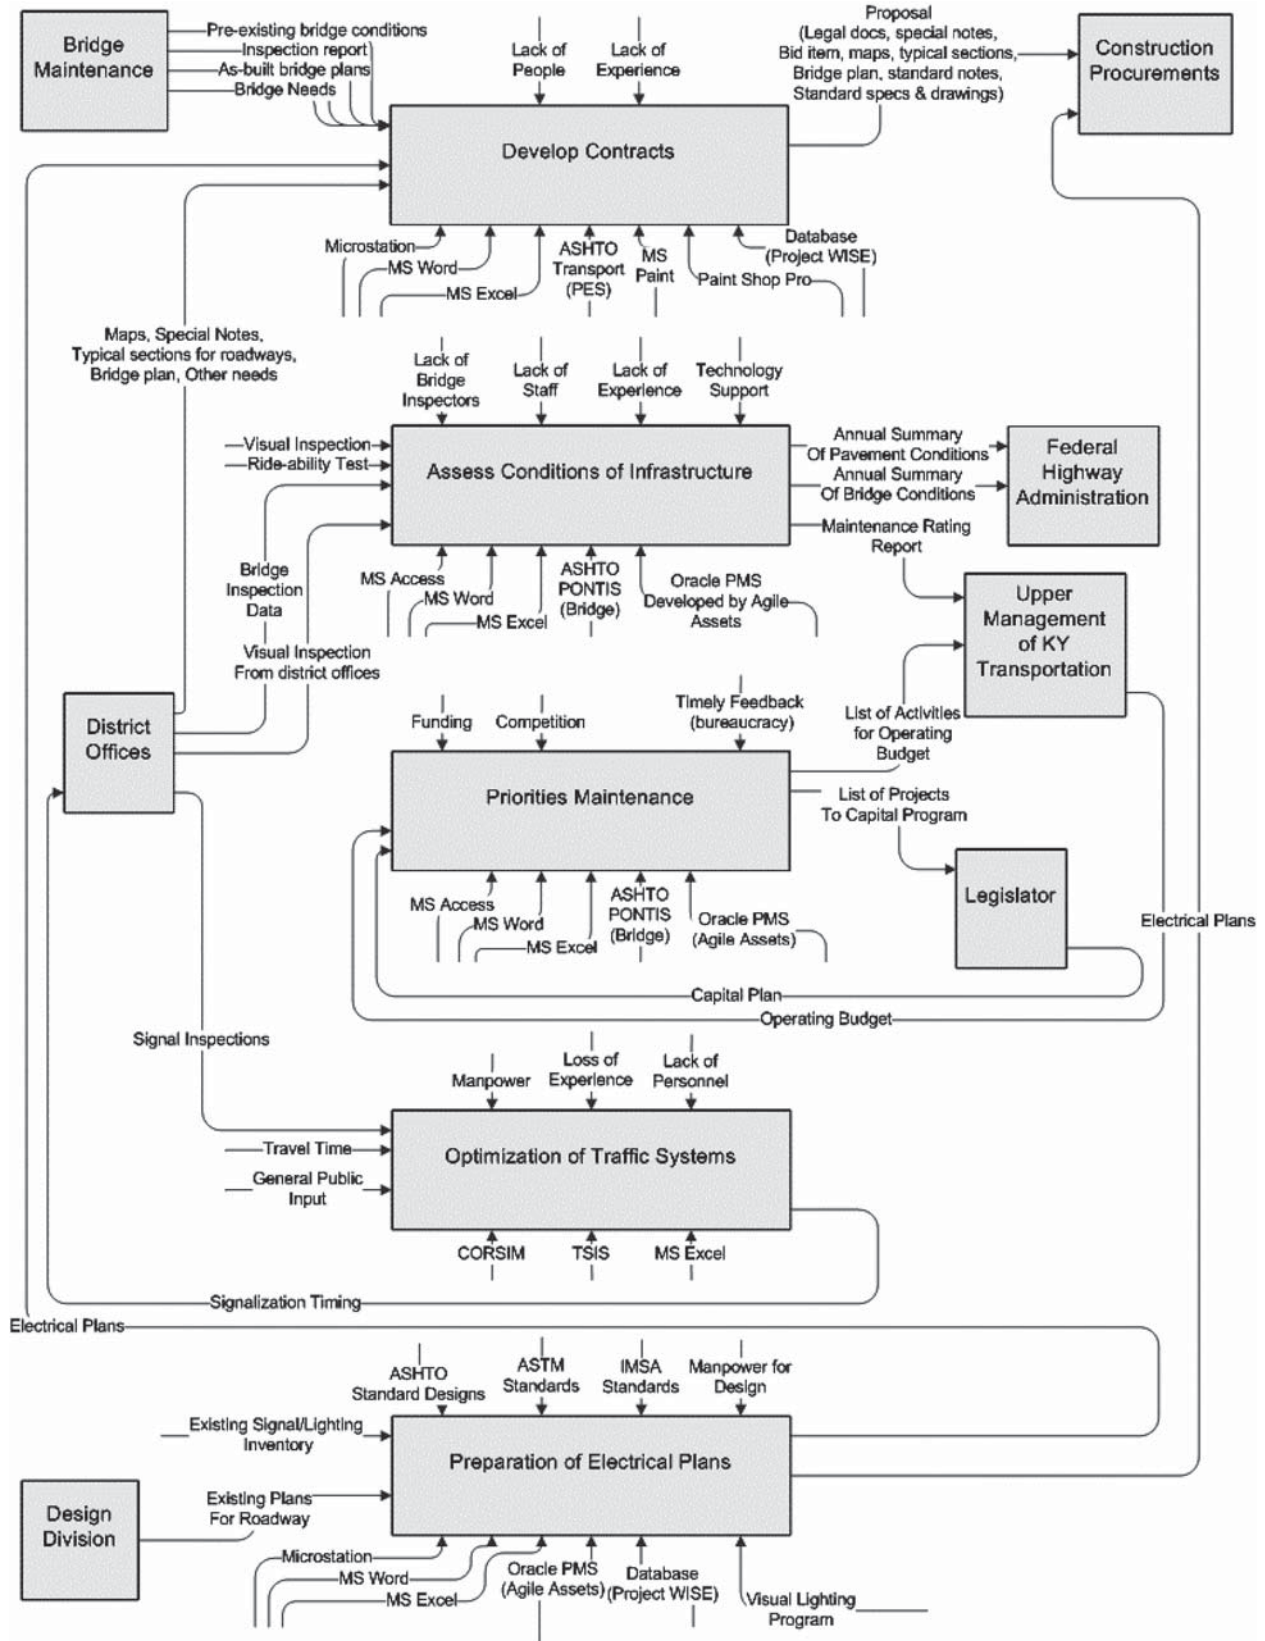 Bridge
Maintenance
Pre-existing bridge conditions
Inspection report
As-built bridge plans
Bridge Needs
Lack of
People
Lack of
Experience
Proposal
(Legal docs, special notes,
Bid item, maps, typical sections,
Bridge plan, standard notes,
Standard specs & drawings)
Construction
Procurements
Develop Contracts
Microstation
MS Word
MS Excel
ASHTO
Transport
(PES)
MS
Paint
Paint Shop Pro
Database
(Project WISE)
Maps, Special Notes,
Typical sections for roadways,
Bridge plan, Other needs
Lack of
Bridge
Inspectors
Lack of
Staff
Lack of
Experience
Technology
Support
Visual Inspection
Ride-ability Test
Assess Conditions of Infrastructure
Annual Summary
Of Pavement Conditions
Annual Summary
Of Bridge Conditions
Maintenance Rating
Report
Federal
Highway
Administration
Bridge
Inspection
Data
Visual Inspection
From district offices
MS Access
MS Word
MS Excel
ASHTO
PONTIS
(Bridge)
Oracle PMS
Developed by Agile
Assets
Upper
Management
of KY
Transportation
District
Offices
Funding
Competition
Timely Feedback
(bureaucracy)
List of Activities
for Operating
Budget
Priorities Maintenance
List of Projects
To Capital Program
Legislator
MS Access
MS Word
MS Excel
ASHTO
PONTIS
(Bridge)
Oracle PMS
(Agile Assets)
Electrical Plans
Capital Plan
Operating Budget
Signal Inspections
Manpower
Loss of
Experience
Lack of
Personnel
Travel Time
General Public
Input
Optimization of Traffic Systems
CORSIM
TSIS
MS Excel
Signalization Timing
Electrical Plans
ASHTO
Standard Designs
ASTM
Standards
IMSA
Standards
Manpower for
Design
Existing Signal/Lighting
Inventory
Preparation of Electrical Plans
Design
Division
Existing Plans
For Roadway
Microstation
MS Word
MS Excel
Oracle PMS
(Agile Assets)
Database
(Project WISE)
Visual Lighting
Program